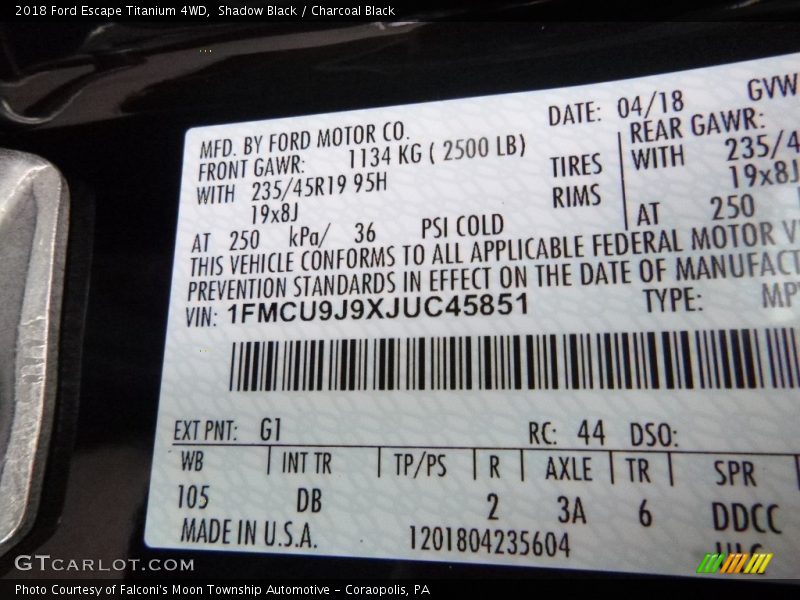 2018 Ford Escape Titanium 4WD,  Shadow Black / Charcoal Black
MFD. BY FORD MOTOR CO. DATE: 04/18 GVW
FRONT GAWR: 1134 KG ( 2500 LB) REAR GAWR:
WITH 235/45R19 95H TIRES WITH 235/4
19x8J RIMS 19x8J
AT 250 kPa/ 36 PSI COLD AT 250
THIS VEHICLE CONFORMS TO ALL APPLICABLE FEDERAL MOTOR V
PREVENTION STANDARDS IN EFFECT ON THE DATE OF MANUFACT
VIN: 1FMCU9J9XJUC45851 TYPE: MP
EXT PNT: G1 RC: 44 DSO:
WB INT TR TP/PS R AXLE TR SPR
105 DB 2 3A 6 DDCC
MADE IN U.S.A. 1201804235604
GTCARLOT.COM
Photo Courtesy of Falconi's Moon Township Automotive - Coraopolis, PA